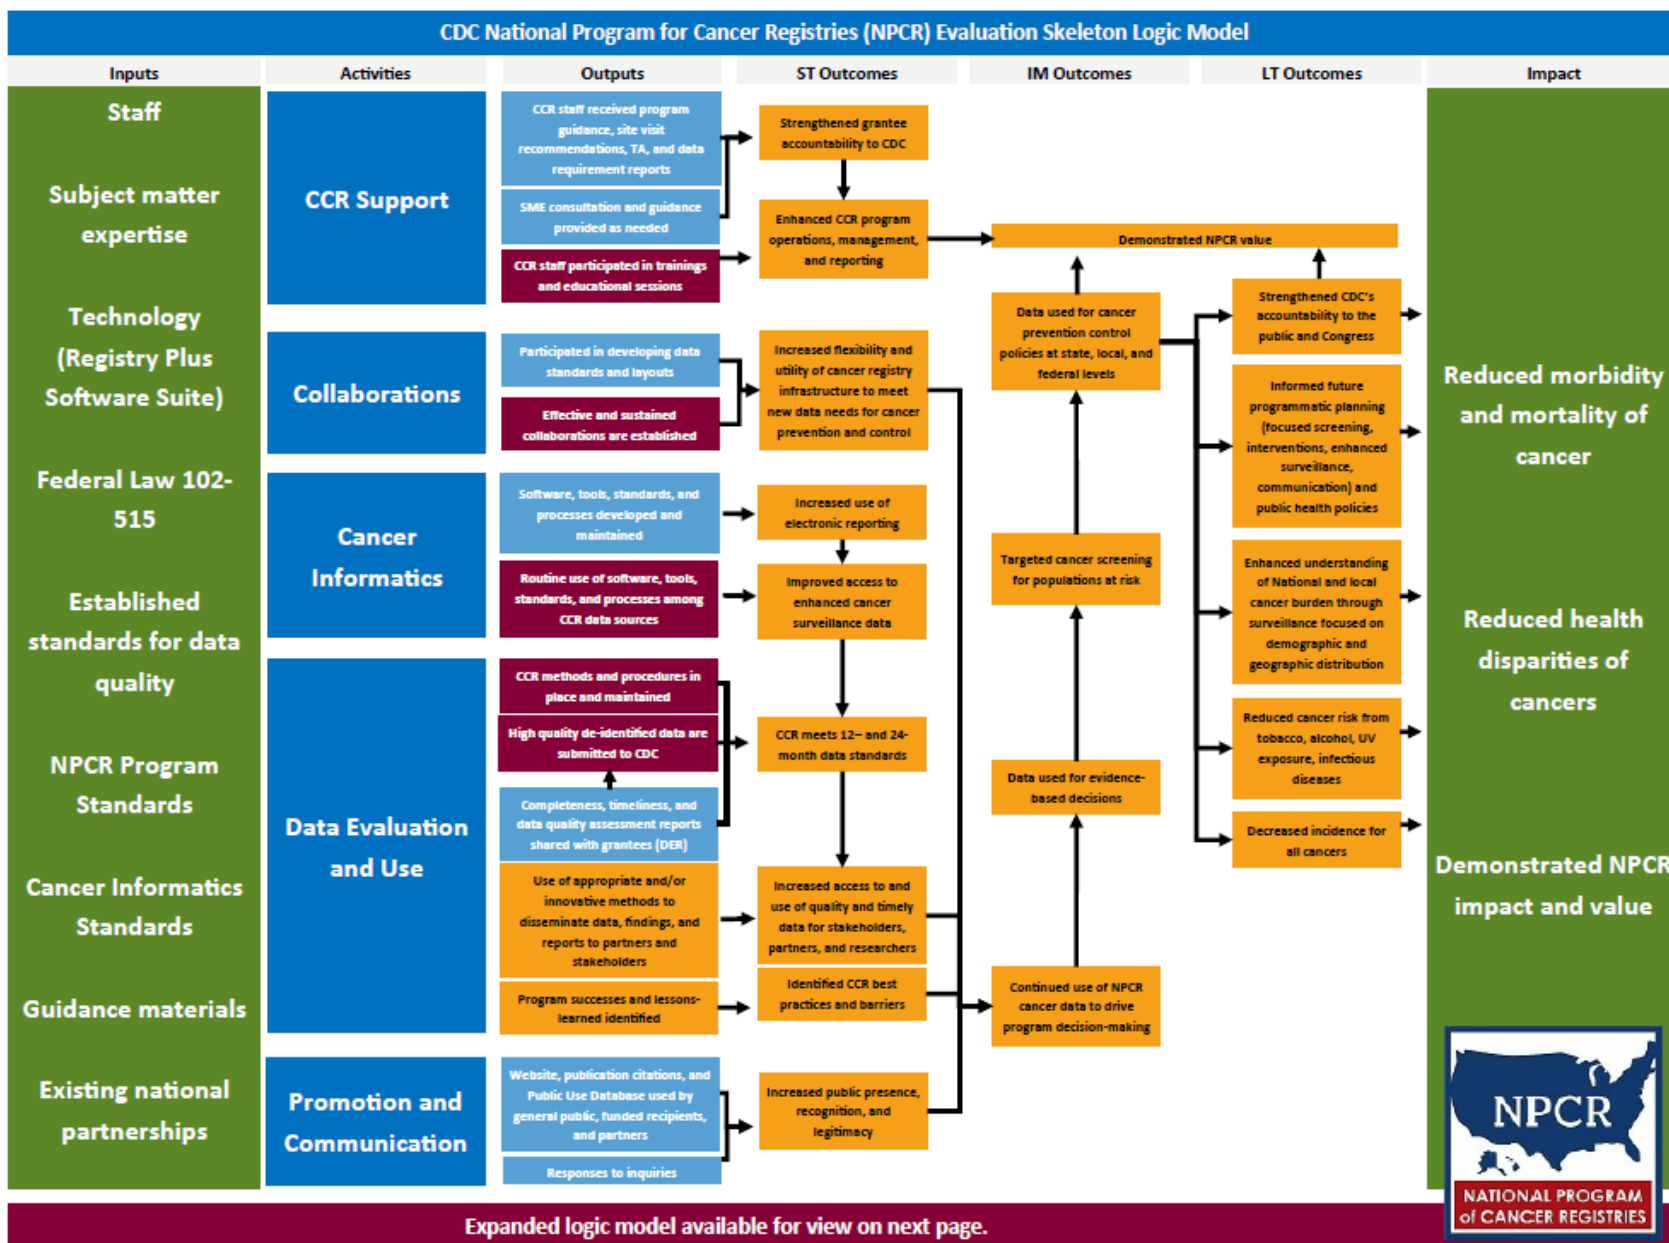 CDC National Program for Cancer Registries (NPCR) Evaluation Skeleton Logic Model
Inputs
Activities
Outputs
ST Outcomes
IM Outcomes
LT Outcomes
Impact
Staff
Subject matter
expertise
Technology
(Registry Plus
Software Suite)
Federal Law 102-
515
Established
standards for data
quality
NPCR Program
Standards
Cancer Informatics
Standards
Guidance materials
Existing national
partnerships
CCR Support
Collaborations
Cancer
Informatics
Data Evaluation
and Use
Promotion and
Communication
CCR staff received program
guidance, site visit
recommendations, TA, and data
requirement reports
SME consultation and guidance
provided as needed
CCR staff participated in trainings
and educational sessions
Participated in developing data
standards and layouts
Effective and sustained
collaborations are established
Software, tools, standards, and
processes developed and
maintained
Routine use of software, tools,
standards, and processes among
CCR data sources
CCR methods and procedures in
place and maintained
High quality de-identified data are
submitted to CDC
Completeness, timeliness, and
data quality assessment reports
shared with grantees (DER)
Use of appropriate and/or
innovative methods to
disseminate data, findings, and
reports to partners and
stakeholders
Program successes and lessons-
learned identified
Website, publication citations, and
Public Use Database used by
general public, funded recipients,
and partners
Responses to inquiries
Strengthened grantee
accountability to CDC
Enhanced CCR program
operations, management,
and reporting
Increased flexibility and
utility of cancer registry
infrastructure to meet
new data needs for cancer
prevention and control
Increased use of
electronic reporting
Improved access to
enhanced cancer
surveillance data
CCR meets 12– and 24-
month data standards
Increased access to and
use of quality and timely
data for stakeholders,
partners, and researchers
Identified CCR best
practices and barriers
Increased public presence,
recognition, and
legitimacy
Demonstrated NPCR value
Data used for cancer
prevention control
policies at state, local, and
federal levels
Targeted cancer screening
for populations at risk
Data used for evidence-
based decisions
Continued use of NPCR
cancer data to drive
program decision-making
Strengthened CDC's
accountability to the
public and Congress
Informed future
programmatic planning
(focused screening,
interventions, enhanced
surveillance,
communication) and
public health policies
Enhanced understanding
of National and local
cancer burden through
surveillance focused on
demographic and
geographic distribution
Reduced cancer risk from
tobacco, alcohol, UV
exposure, infectious
diseases
Decreased incidence for
all cancers
Reduced morbidity
and mortality of
cancer
Reduced health
disparities of
cancers
Demonstrated NPCR
impact and value
NPCR
NATIONAL PROGRAM
of CANCER REGISTRIES
Expanded logic model available for view on next page.